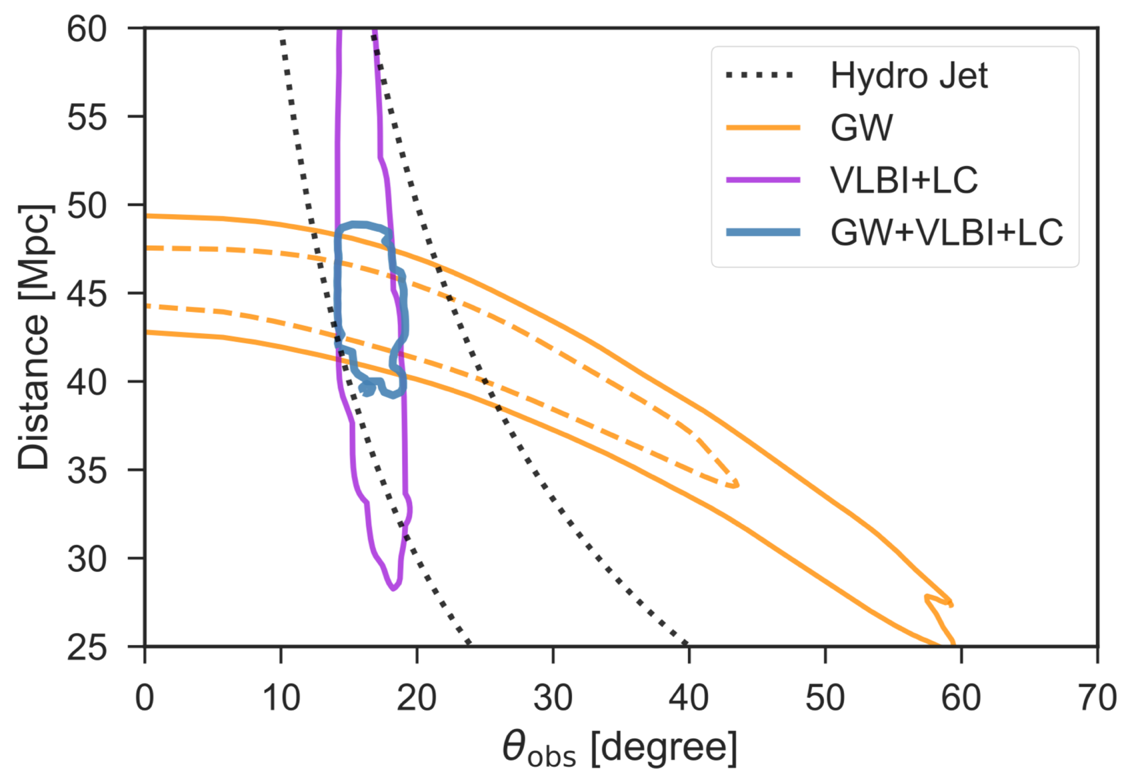 60
55
50
45
40
35
30
25
Distance [Mpc]
Hydro Jet
GW
VLBI+LC
GW+VLBI+LC
0 10 20 30 40 50 60 70
θobs [degree]